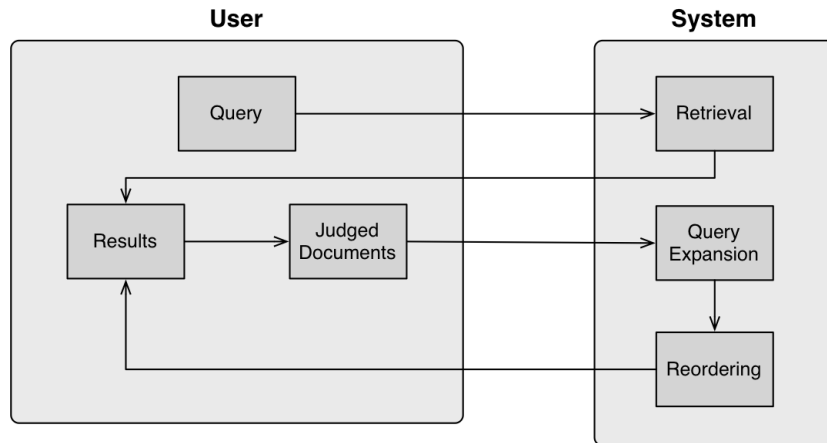 User
System
Query
Retrieval
Results
Judged
Documents
Query
Expansion
Reordering